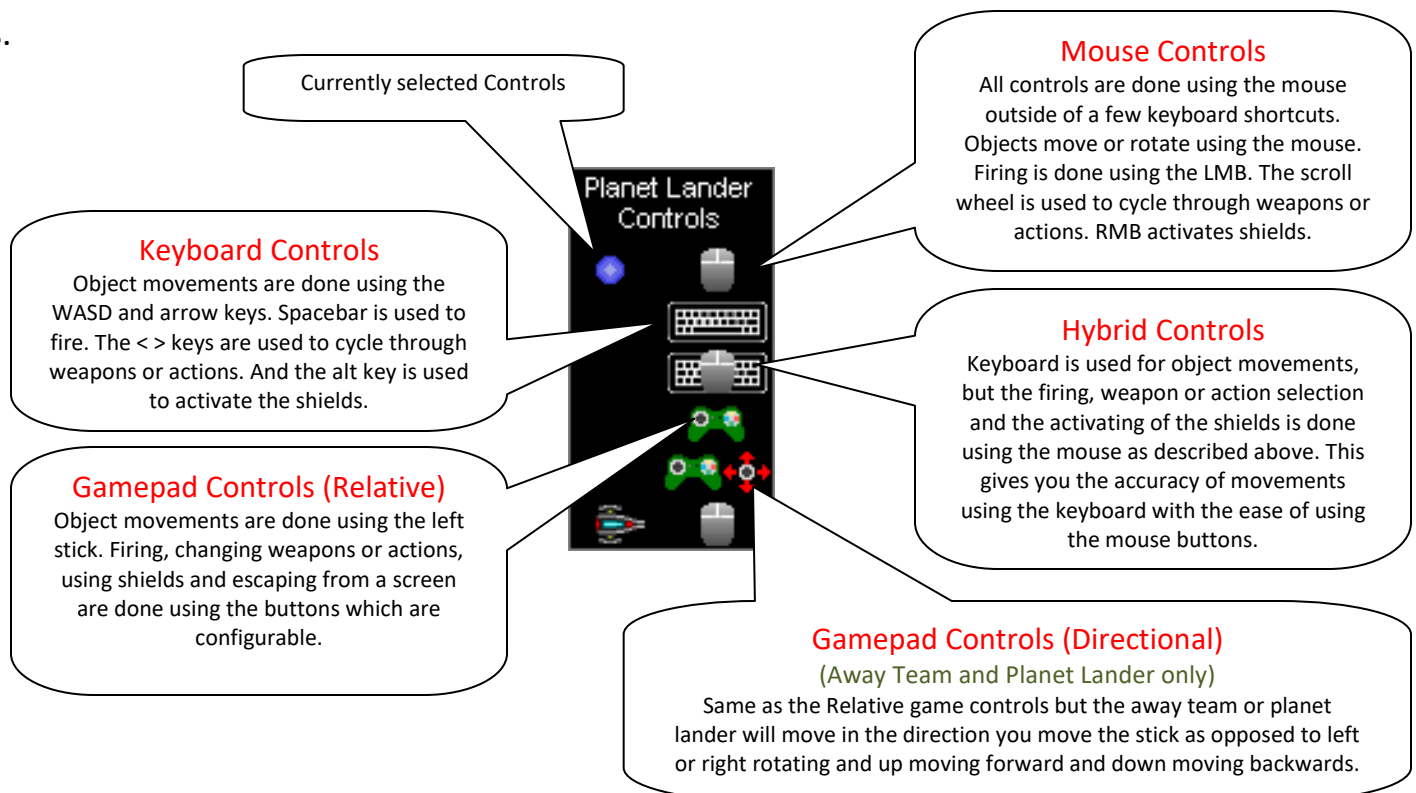 Currently selected Controls
Mouse Controls
All controls are done using the mouse
outside of a few keyboard shortcuts.
Objects move or rotate using the mouse.
Firing is done using the LMB. The scroll
wheel is used to cycle through weapons or
actions. RMB activates shields.
Planet Lander
Controls
Keyboard Controls
Object movements are done using the
WASD and arrow keys. Spacebar is used to
fire. The < > keys are used to cycle through
weapons or actions. And the alt key is used
to activate the shields.
Hybrid Controls
Keyboard is used for object movements,
but the firing, weapon or action selection
and the activating of the shields is done
using the mouse as described above. This
gives you the accuracy of movements
using the keyboard with the ease of using
the mouse buttons.
Gamepad Controls (Relative)
Object movements are done using the left
stick. Firing, changing weapons or actions,
using shields and escaping from a screen
are done using the buttons which are
configurable.
Gamepad Controls (Directional)
(Away Team and Planet Lander only)
Same as the Relative game controls but the away team or planet
lander will move in the direction you move the stick as opposed to left
or right rotating and up moving forward and down moving backwards.